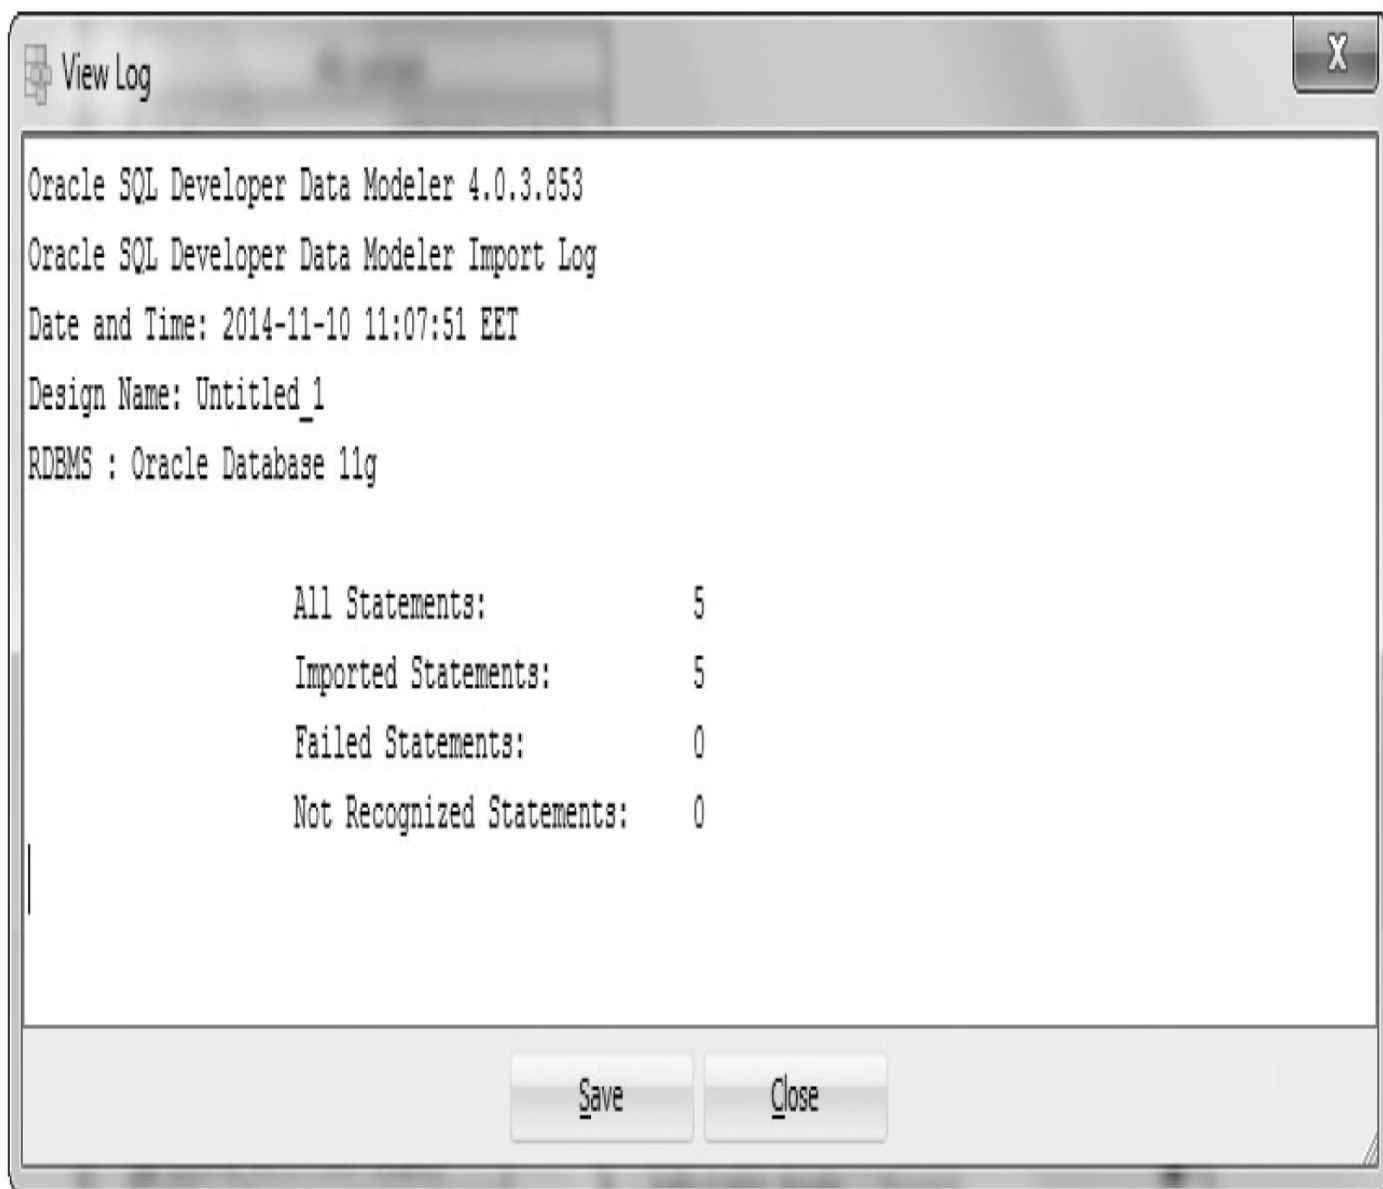 View Log
X
Oracle SQL Developer Data Modeler 4.0.3.853
Oracle SQL Developer Data Modeler Import Log
Date and Time: 2014-11-10 11:07:51 EET
Design Name: Untitled_1
RDBMS : Oracle Database 11g
All Statements: 5
Imported Statements: 5
Failed Statements: 0
Not Recognized Statements: 0
Save Close